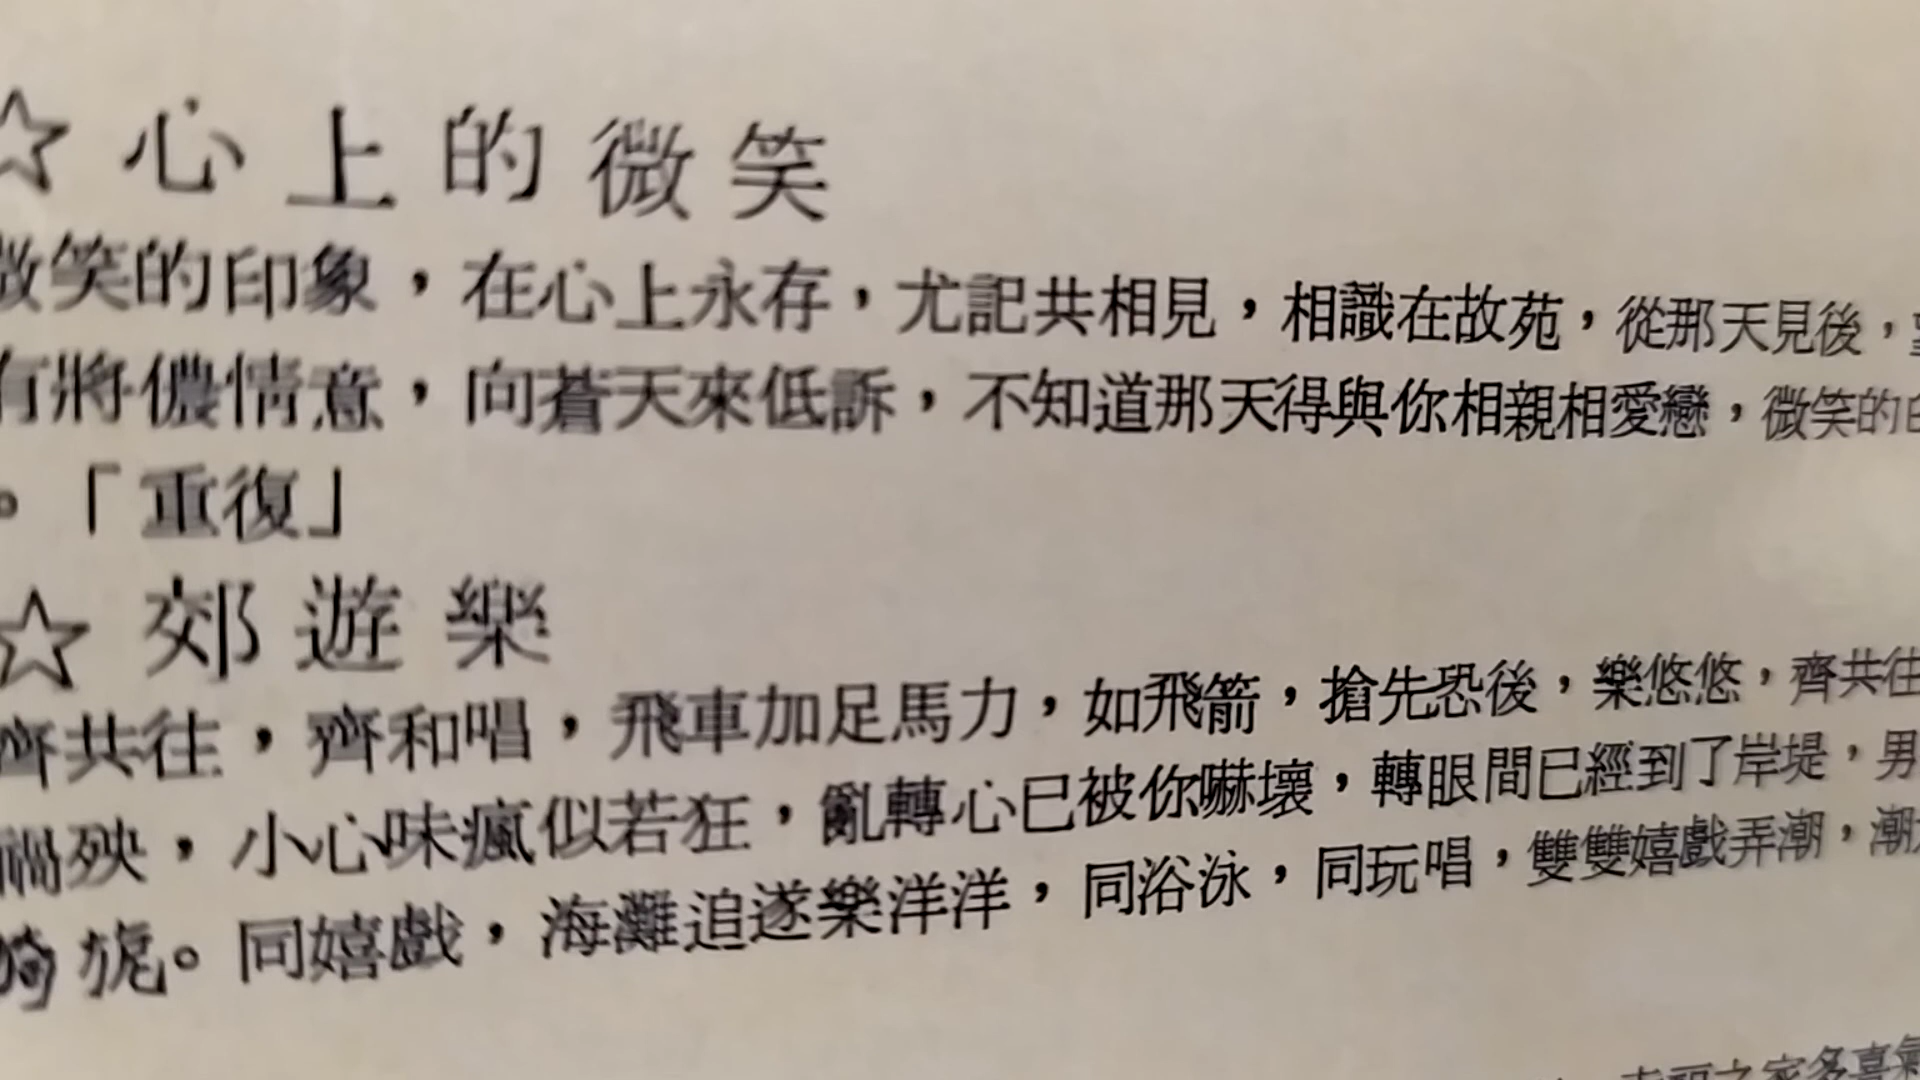 ☆心上的微笑
微笑的印象，在心上永存，尤記共相見，相識在故苑，從那天見後，
有將儂情意，向蒼天來低訴，不知道那天得與你相親相愛戀，微笑的
。「重復」
☆郊遊樂
齊共往，齊和唱，飛車加足馬力，如飛箭，搶先恐後，樂悠悠，齊共往
禍殃，小心味瘋似若狂，亂轉心已被你嚇壞，轉眼間已經到了岸堤，男
旎。同嬉戲，海灘追遂樂洋洋，同浴泳，同玩唱，雙雙嬉戲弄潮，潮